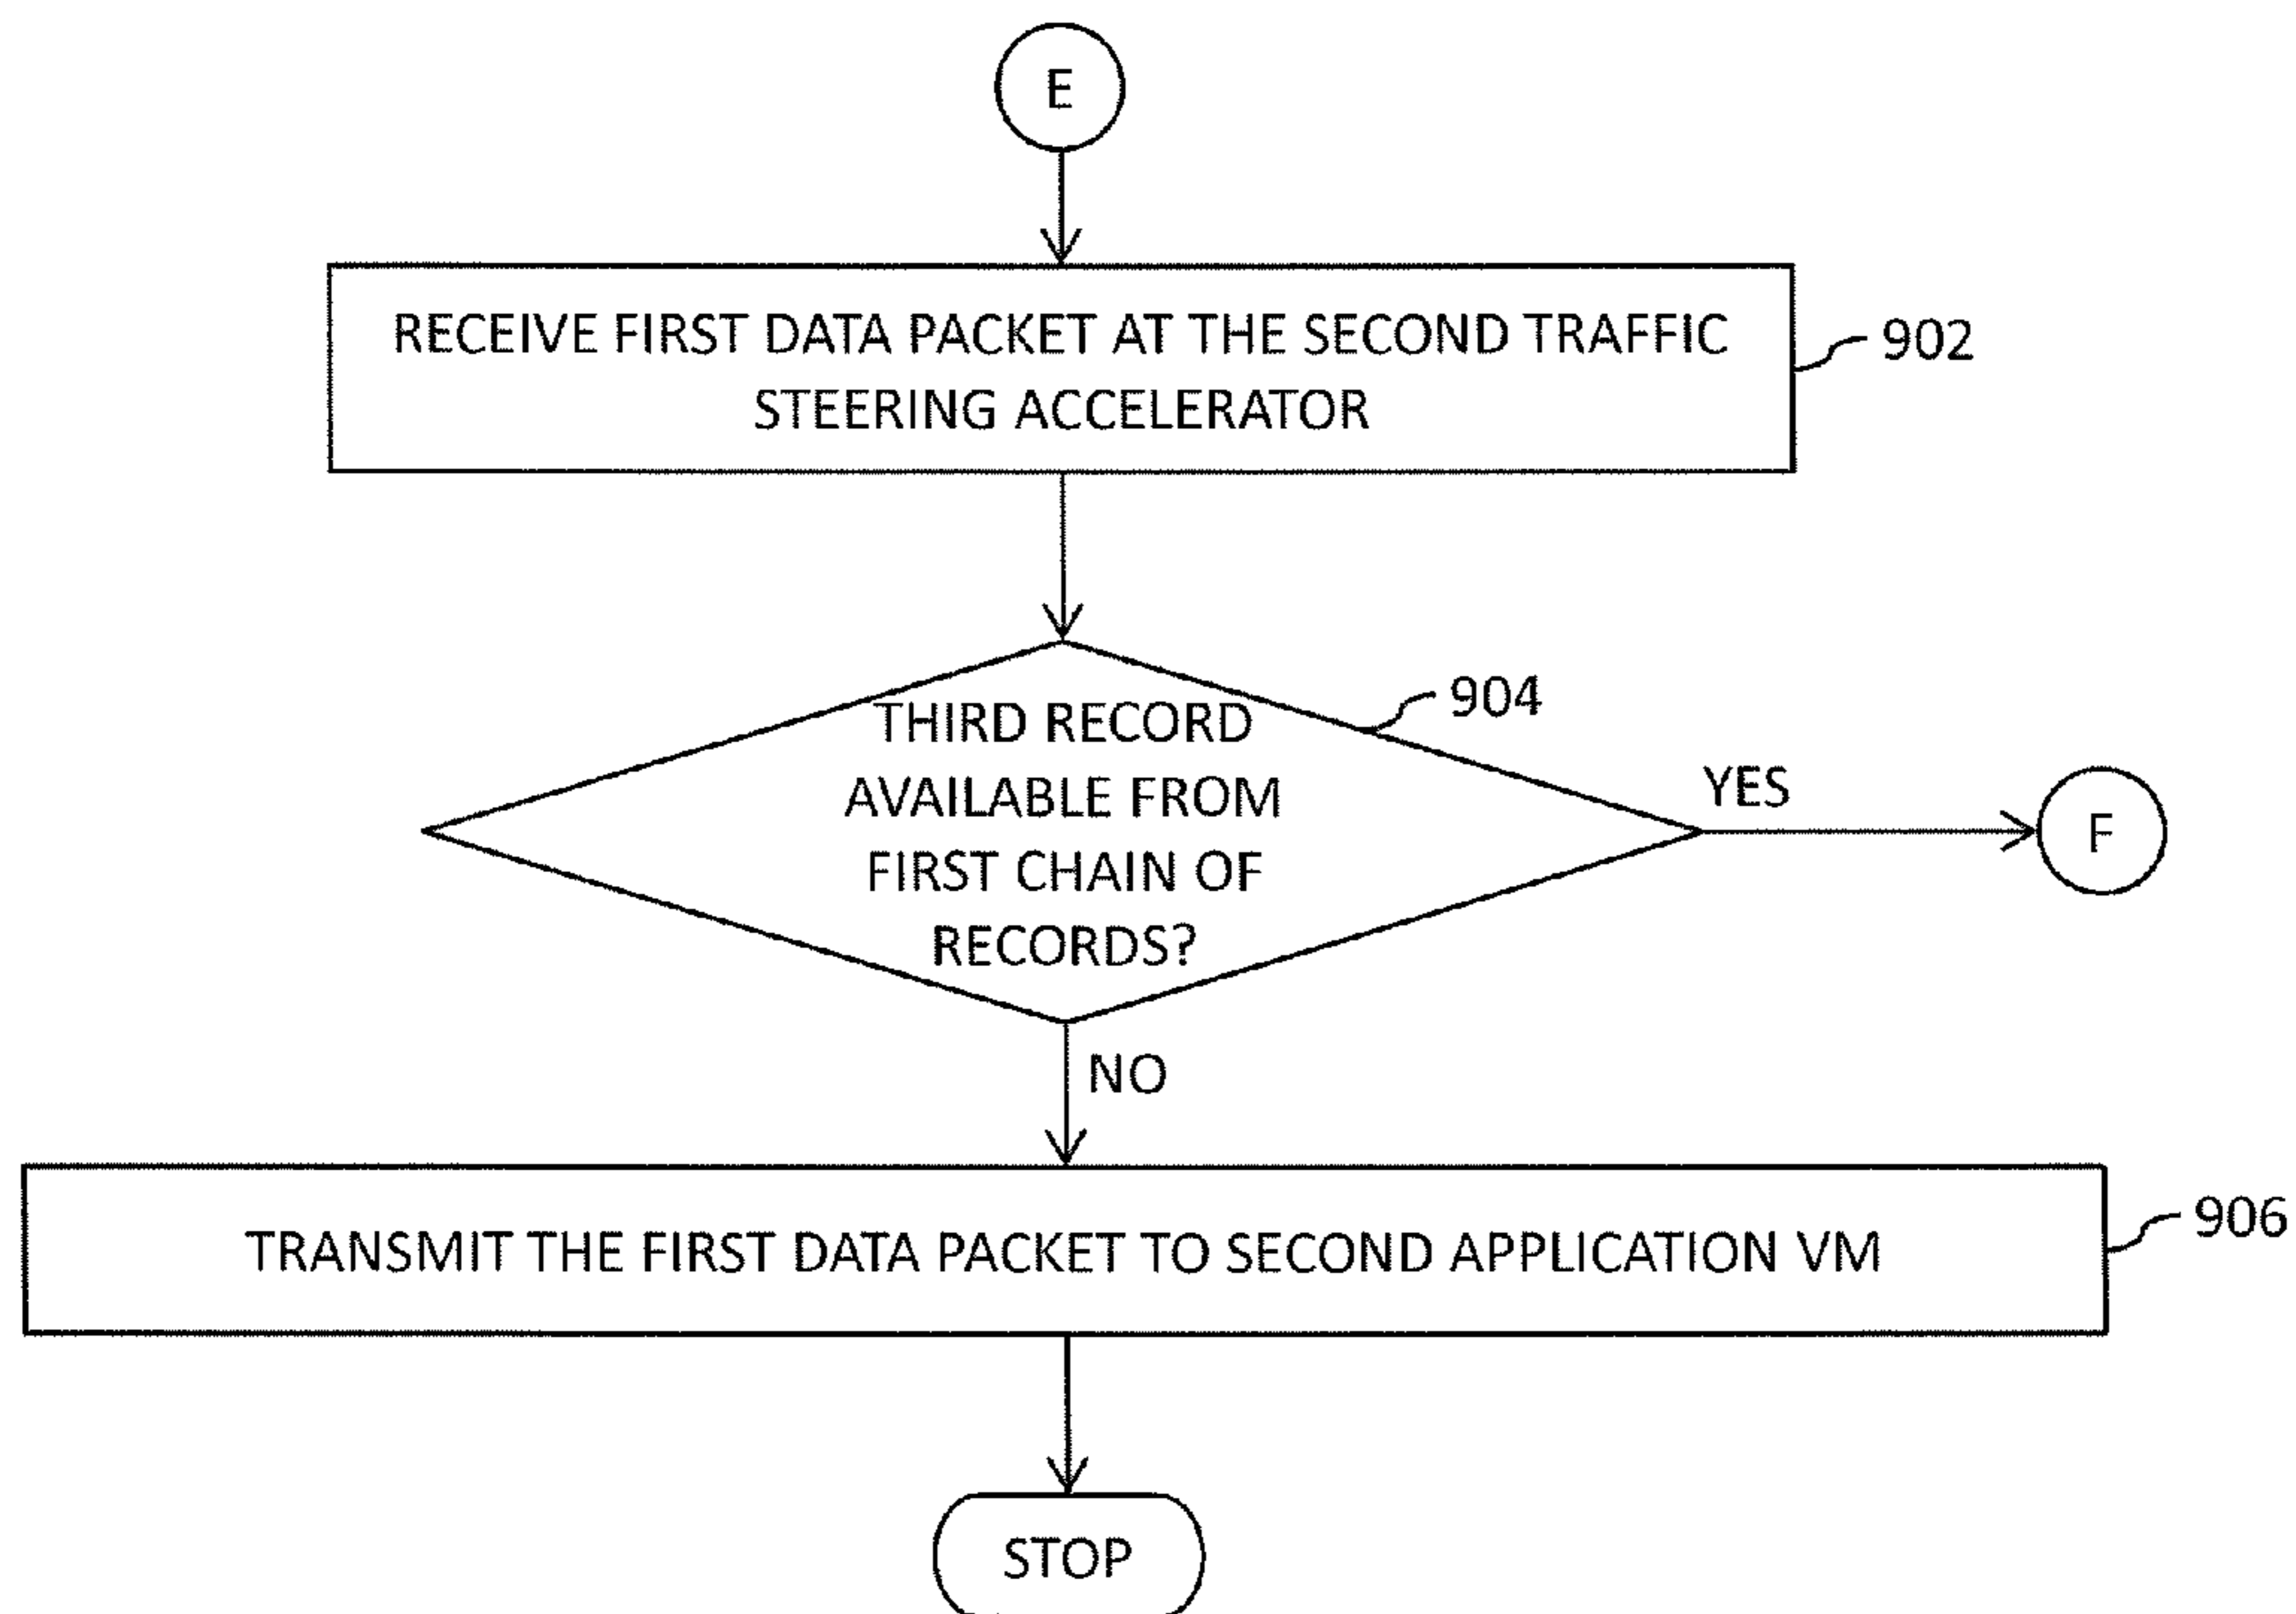 E
RECEIVE FIRST DATA PACKET AT THE SECOND TRAFFIC
STEERING ACCELERATOR
902
904
THIRD RECORD
AVAILABLE FROM
FIRST CHAIN OF
RECORDS?
YES
F
NO
TRANSMIT THE FIRST DATA PACKET TO SECOND APPLICATION VM
906
STOP